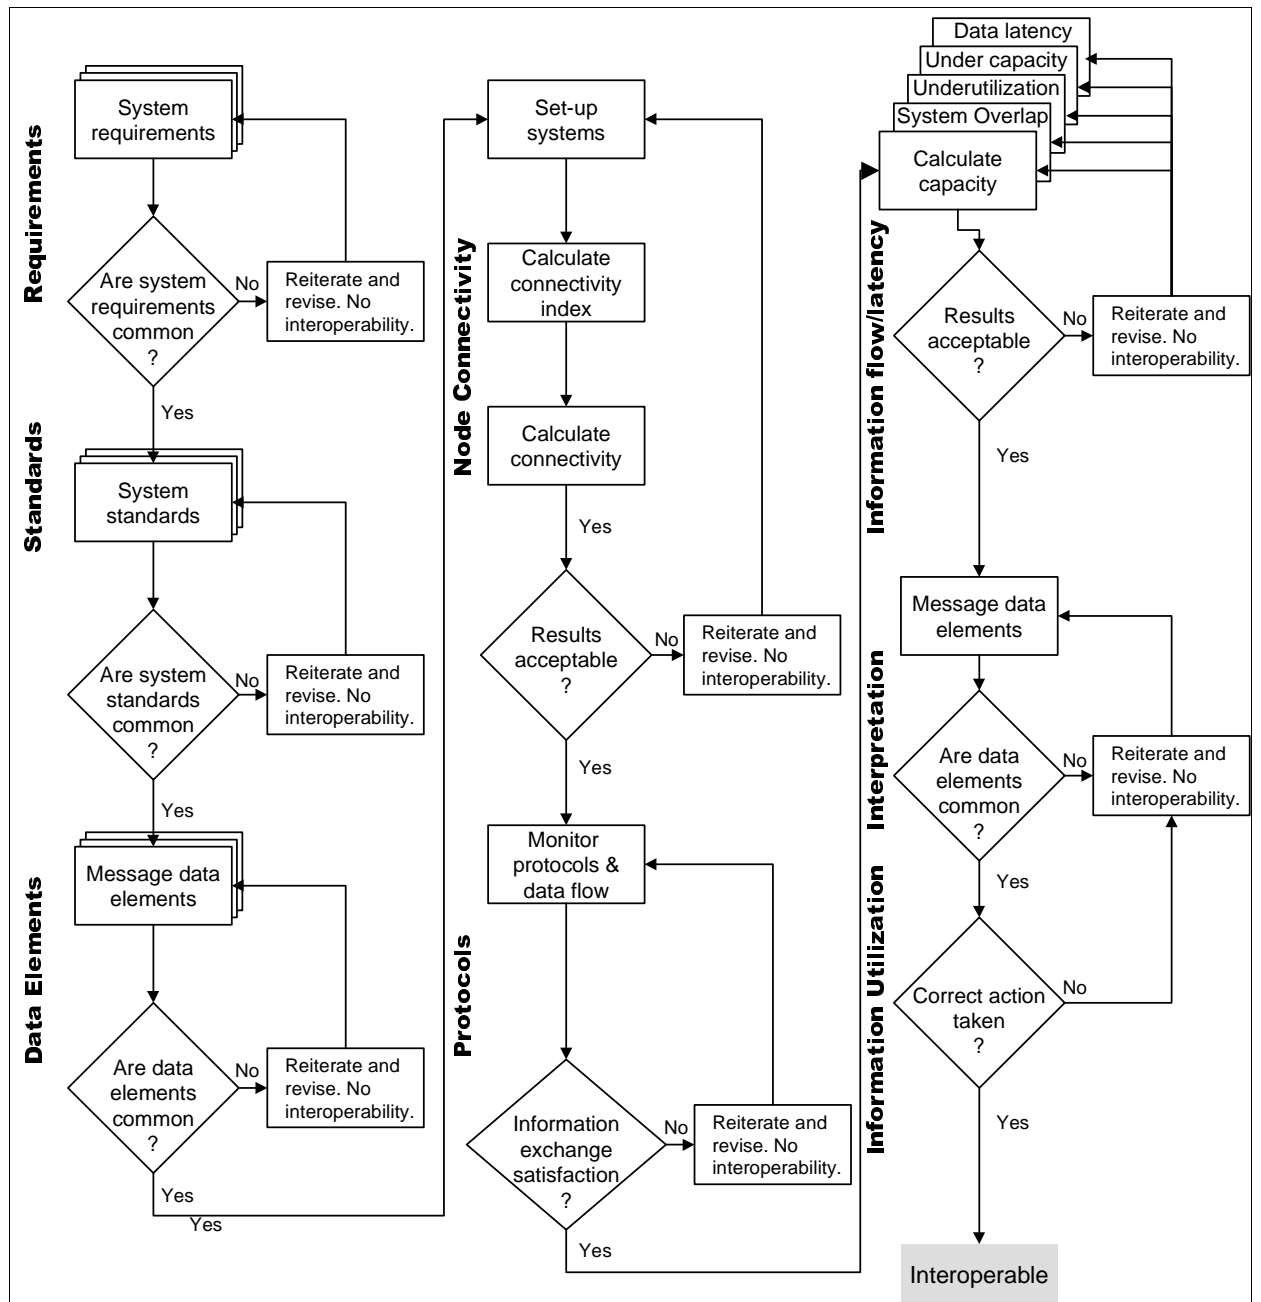 Requirements
System
requirements
Are system
requirements
common
?
No
Reiterate and
revise. No
interoperability.
Yes
Standards
System
standards
Are system
standards
common
?
No
Reiterate and
revise. No
interoperability.
Yes
Data Elements
Message data
elements
Are data
elements
common
?
No
Reiterate and
revise. No
interoperability.
Yes
Yes
Node Connectivity
Set-up
systems
Calculate
connectivity
index
Calculate
connectivity
Yes
Results
acceptable
?
No
Reiterate and
revise. No
interoperability.
Yes
Protocols
Monitor
protocols &
data flow
Information
exchange
satisfaction
?
No
Reiterate and
revise. No
interoperability.
Yes
Information flow/latency
Data latency
Under capacity
Underutilization
System Overlap
Calculate
capacity
Results
acceptable
?
No
Reiterate and
revise. No
interoperability.
Yes
Interpretation
Message data
elements
Are data
elements
common
?
No
Reiterate and
revise. No
interoperability.
Yes
Information Utilization
Correct action
taken
?
No
Yes
Interoperable